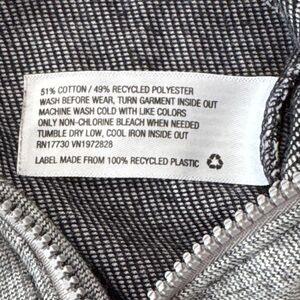 51% COTTON / 49% RECYCLED POLYESTER
WASH BEFORE WEAR, TURN GARMENT INSIDE OUT
MACHINE WASH COLD WITH LIKE COLORS
ONLY NON-CHLORINE BLEACH WHEN NEEDED
TUMBLE DRY LOW, COOL IRON INSIDE OUT
RN17730 VN1972828
LABEL MADE FROM 100% RECYCLED PLASTIC